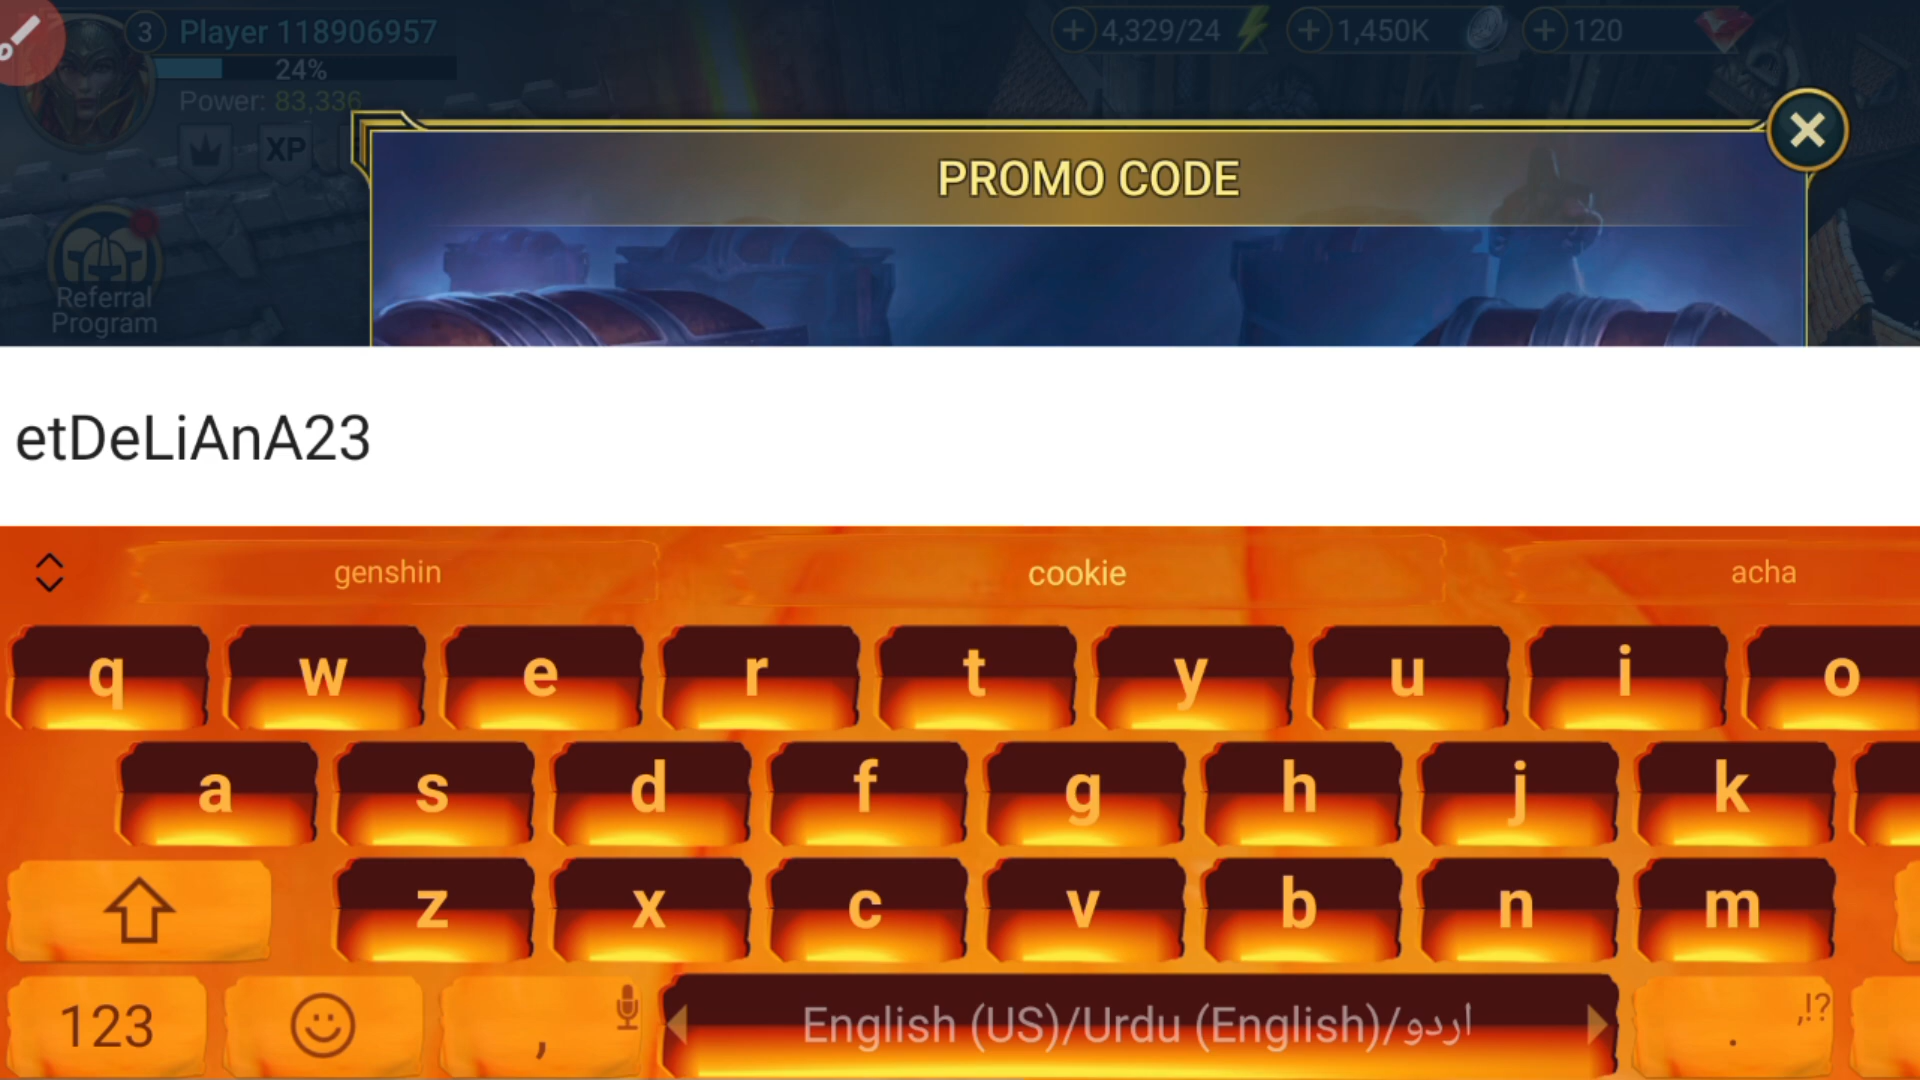 3 Player 118906957
4,329/24
1,450K
120
24%
Power: 83,336
XP
PROMO CODE
Referral
Program
etDeLiAnA23
genshin
cookie
acha
q w e r t y u i o
a s d f g h j k
z x c v b n m
123
,
English (US)/Urdu (English)/اردو
,!?
.